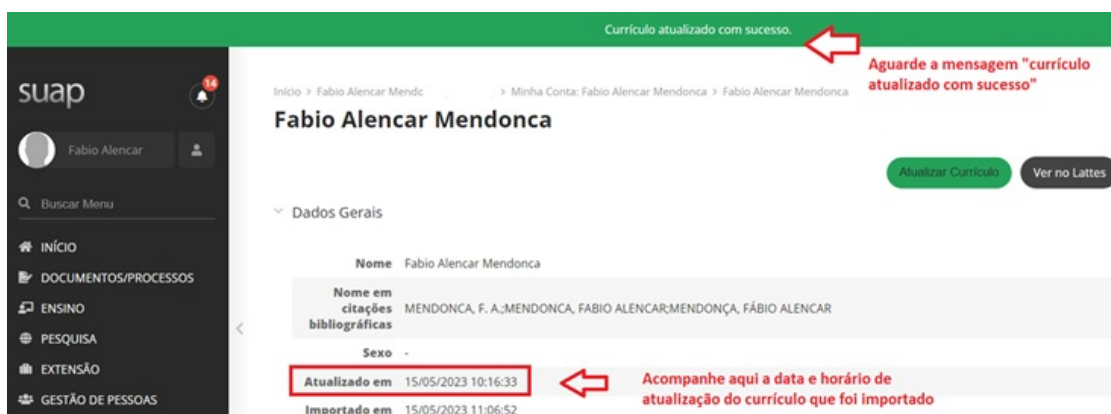 Currículo atualizado com sucesso.
Aguarde a mensagem "currículo
atualizado com sucesso"
suap
14
Início > Fabio Alencar Mendc > Minha Conta: Fabio Alencar Mendonca > Fabio Alencar Mendonca
Fabio Alencar Mendonca
Fabio Alencar
Atualizar Currículo
Ver no Lattes
Buscar Menu
Dados Gerais
INÍCIO
DOCUMENTOS/PROCESSOS
ENSINO
PESQUISA
EXTENSÃO
GESTÃO DE PESSOAS
Nome Fabio Alencar Mendonca
Nome em
citações
bibliográficas
MENDONCA, F. A.;MENDONCA, FABIO ALENCAR;MENDONÇA, FÁBIO ALENCAR
Sexo -
Atualizado em 15/05/2023 10:16:33
Acompanhe aqui a data e horário de
atualização do currículo que foi importado
Importado em 15/05/2023 11:06:52